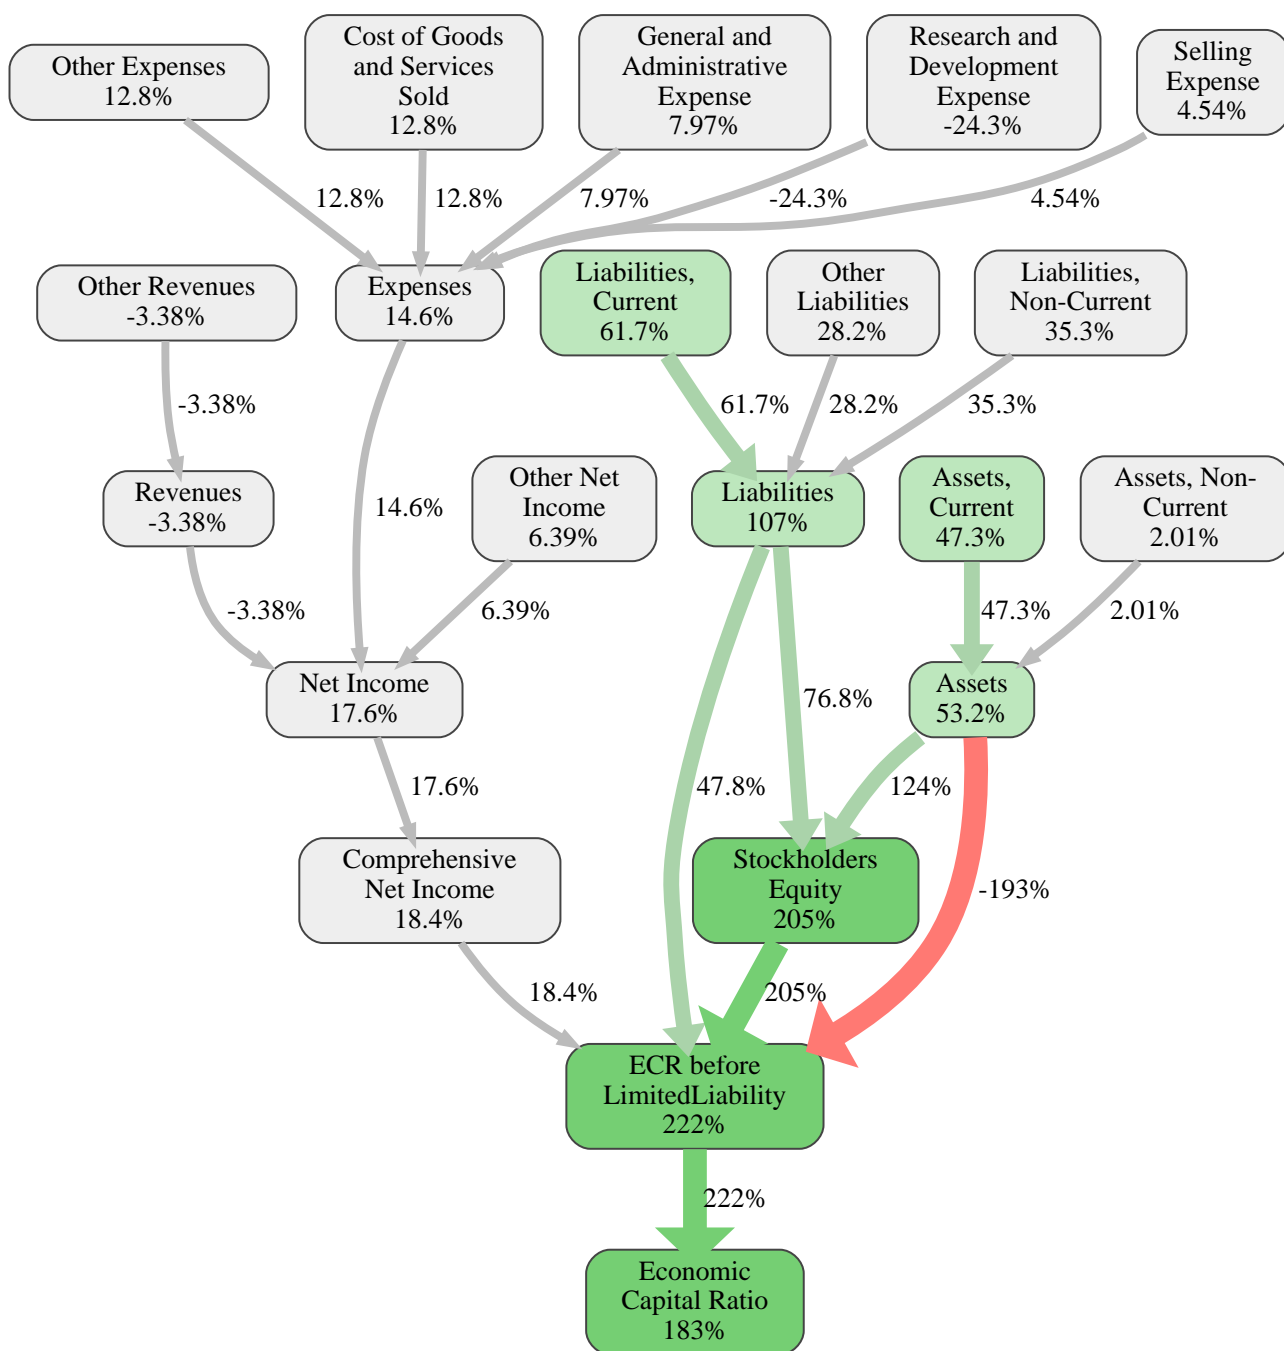 Other Expenses
12.8%
Cost of Goods
and Services
Sold
12.8%
General and
Administrative
Expense
7.97%
Research and
Development
Expense
-24.3%
Selling
Expense
4.54%
12.8%
12.8%
7.97%
-24.3%
4.54%
Other Revenues
-3.38%
Expenses
14.6%
Liabilities,
Current
61.7%
Other
Liabilities
28.2%
Liabilities,
Non-Current
35.3%
-3.38%
61.7%
28.2%
35.3%
Revenues
-3.38%
14.6%
Other Net
Income
6.39%
Liabilities
107%
Assets,
Current
47.3%
Assets, Non-
Current
2.01%
-3.38%
6.39%
47.3%
2.01%
Net Income
17.6%
76.8%
Assets
53.2%
17.6%
47.8%
124%
Comprehensive
Net Income
18.4%
Stockholders
Equity
205%
-193%
18.4%
205%
ECR before
LimitedLiability
222%
222%
Economic
Capital Ratio
183%